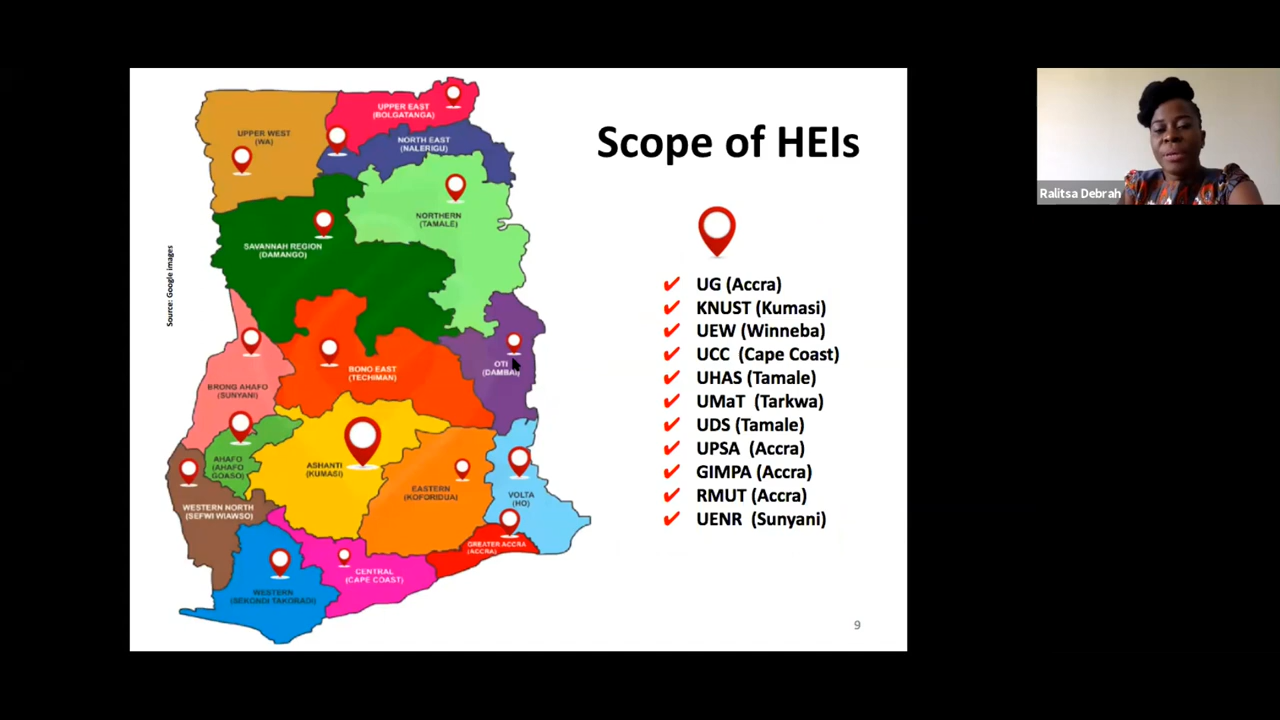 Scope of HEIs
UPPER EAST
(BOLGATANGA)
UPPER WEST
(WA)
NORTH EAST
(NALERIGU)
NORTHERN
(TAMALE)
SAVANNAH REGION
(DAMANGO)
Source: Google images
OTI
(DAMBAI)
BONO EAST
(TECHIMAN)
BRONG AHAFO
(SUNYANI)
AHAFO
(AHAFO
GOASO)
ASHANTI
(KUMASI)
EASTERN
(KOFORIDUA)
VOLTA
(HO)
WESTERN NORTH
(SEFWI WIAWSO)
GREATER ACCRA
(ACCRA)
CENTRAL
(CAPE COAST)
WESTERN
(SEKONDI TAKORADI)
UG (Accra)
KNUST (Kumasi)
UEW (Winneba)
UCC (Cape Coast)
UHAS (Tamale)
UMaT (Tarkwa)
UDS (Tamale)
UPSA (Accra)
GIMPA (Accra)
RMUT (Accra)
UENR (Sunyani)
9
Ralitsa Debrah